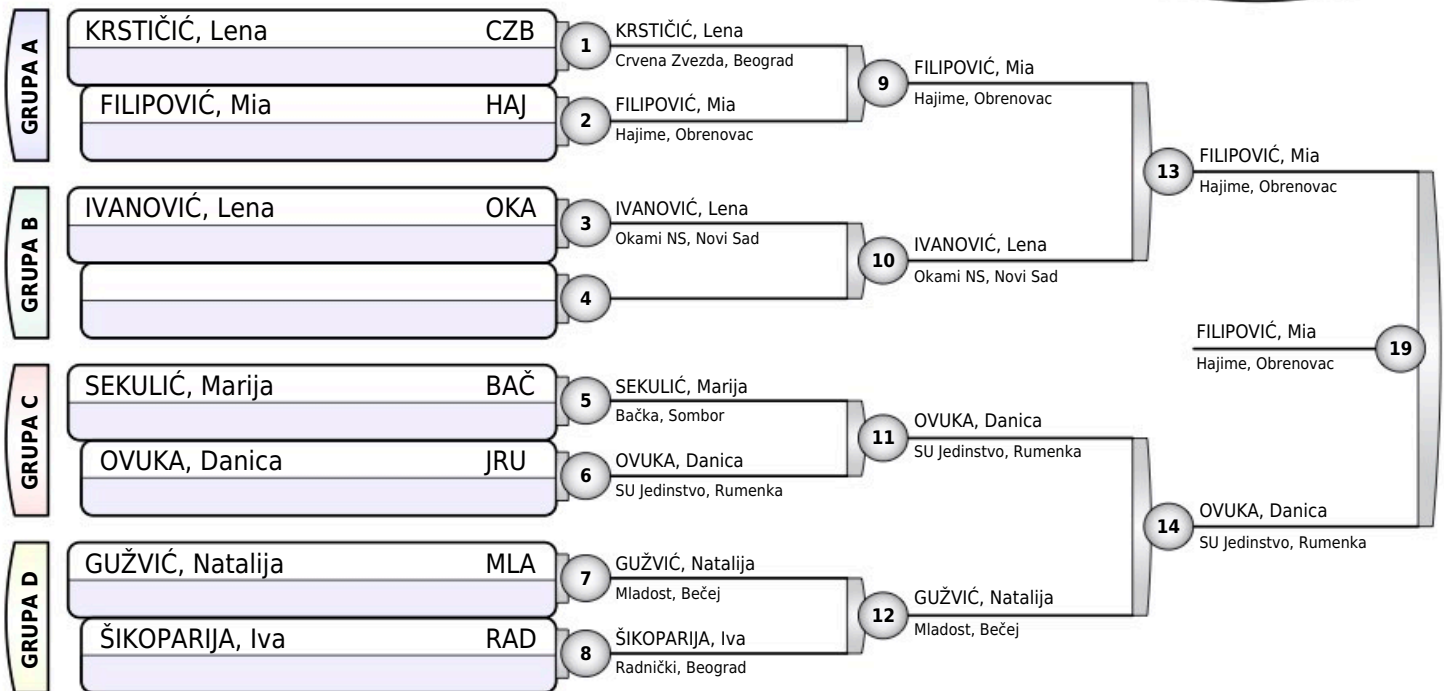 GRUPA A
KRSTIČIĆ, Lena CZB
FILIPOVIĆ, Mia HAJ
1
KRSTIČIĆ, Lena
Crvena Zvezda, Beograd
2
FILIPOVIĆ, Mia
Hajime, Obrenovac
9
FILIPOVIĆ, Mia
Hajime, Obrenovac
GRUPA B
IVANOVIĆ, Lena OKA
3
IVANOVIĆ, Lena
Okami NS, Novi Sad
4
10
IVANOVIĆ, Lena
Okami NS, Novi Sad
13
FILIPOVIĆ, Mia
Hajime, Obrenovac
GRUPA C
SEKULIĆ, Marija BAČ
OVUKA, Danica JRU
5
SEKULIĆ, Marija
Bačka, Sombor
6
OVUKA, Danica
SU Jedinstvo, Rumenka
11
OVUKA, Danica
SU Jedinstvo, Rumenka
GRUPA D
GUŽVIĆ, Natalija MLA
ŠIKOPARIJA, Iva RAD
7
GUŽVIĆ, Natalija
Mladost, Bečej
8
ŠIKOPARIJA, Iva
Radnički, Beograd
12
GUŽVIĆ, Natalija
Mladost, Bečej
14
OVUKA, Danica
SU Jedinstvo, Rumenka
FILIPOVIĆ, Mia
Hajime, Obrenovac
19